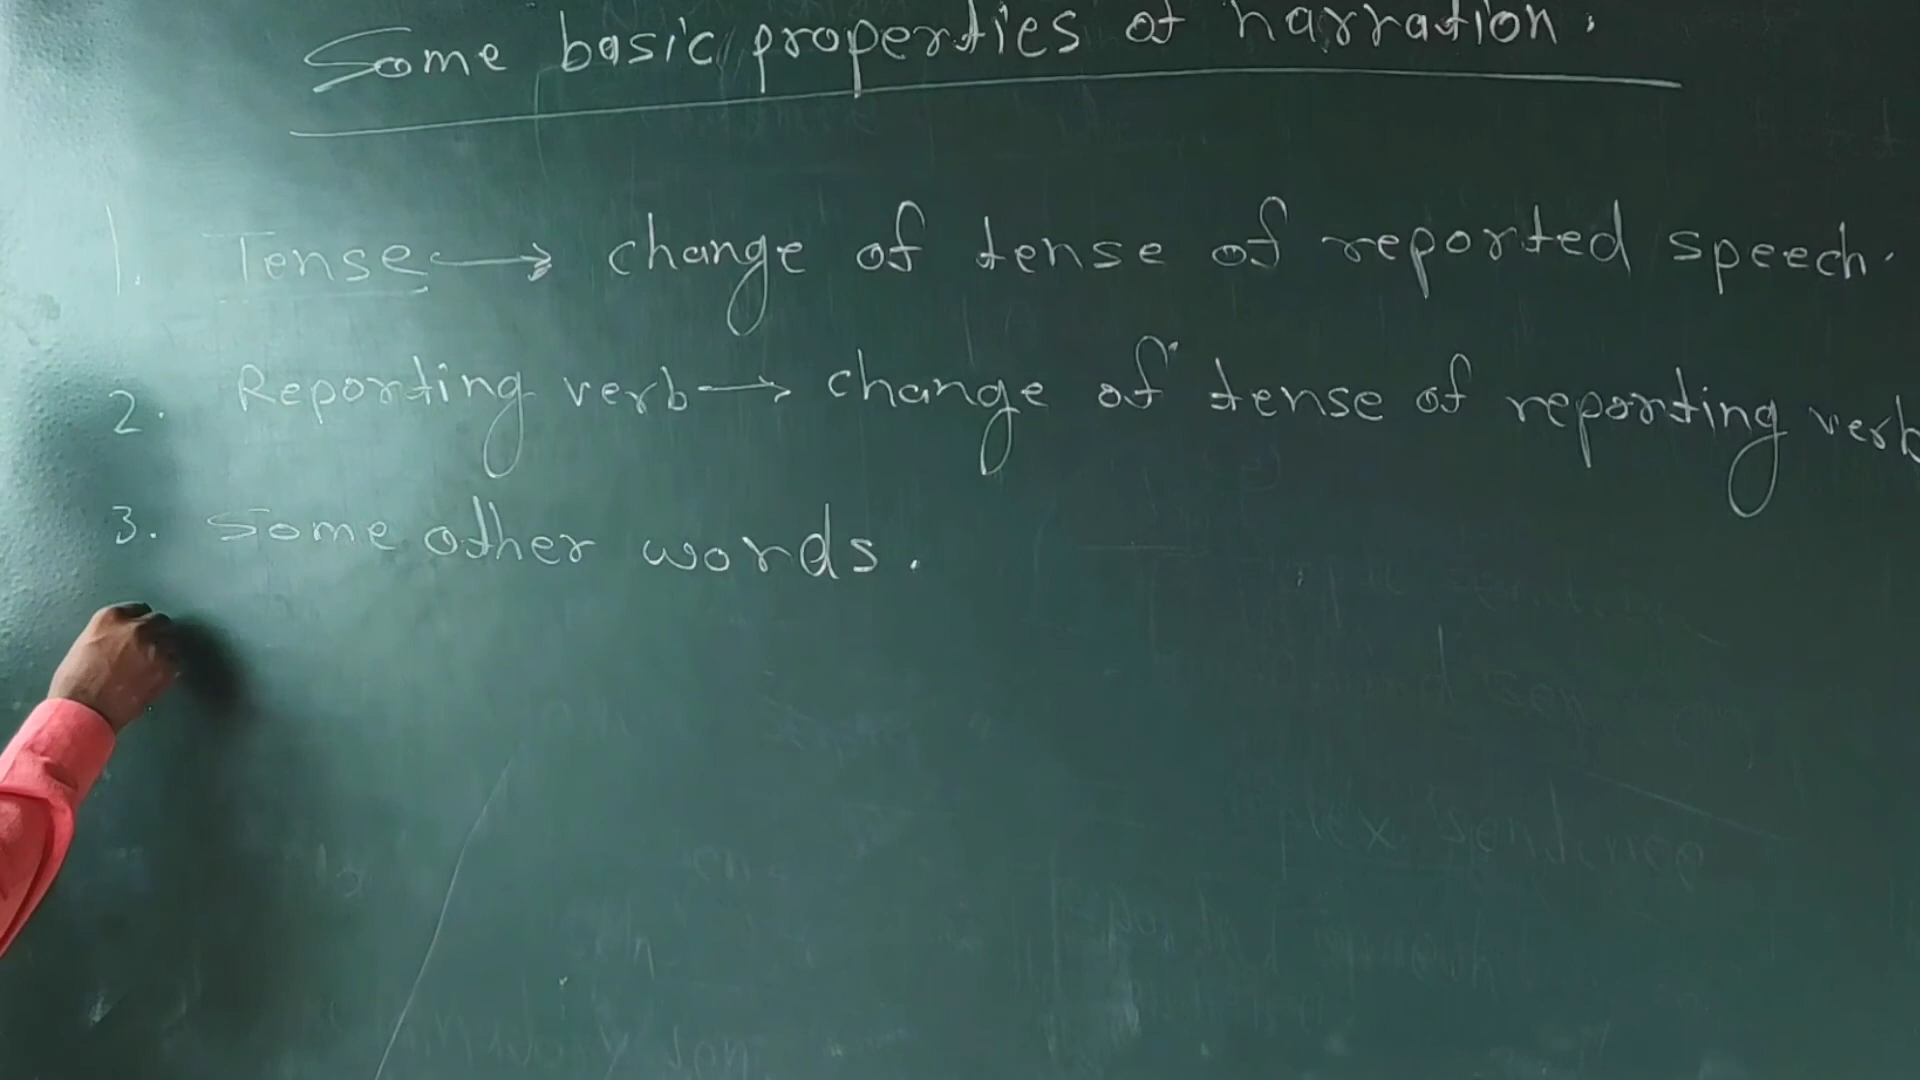 Some basic properties of narration.
1. Tense → change of tense of reported speech.
2. Reporting verb → change of tense of reporting verb
3. Some other words.